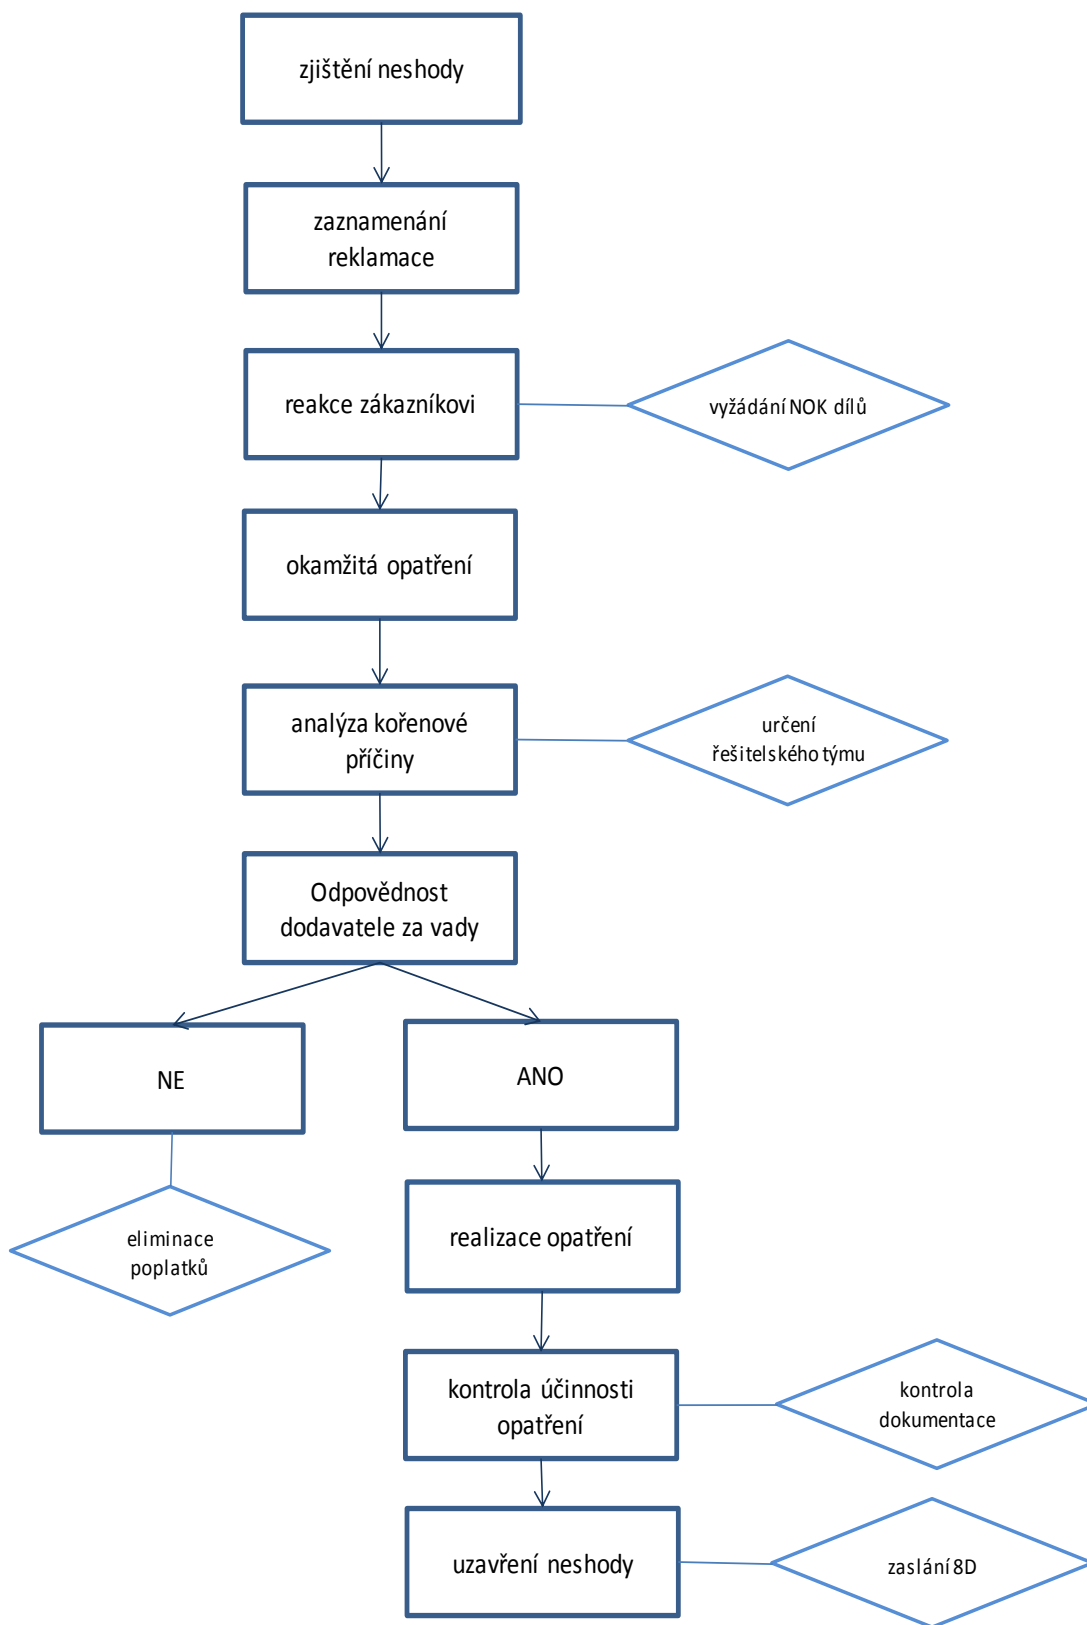 zjištění neshody
zaznamenání
reklamace
reakce zákazníkovi
vyžádání NOK dílů
okamžitá opatření
analýza kořenové
příčiny
určení
řešitelského týmu
Odpovědnost
dodavatele za vady
NE
ANO
eliminace
poplatků
realizace opatření
kontrola účinnosti
opatření
kontrola
dokumentace
uzavření neshody
zaslání 8D